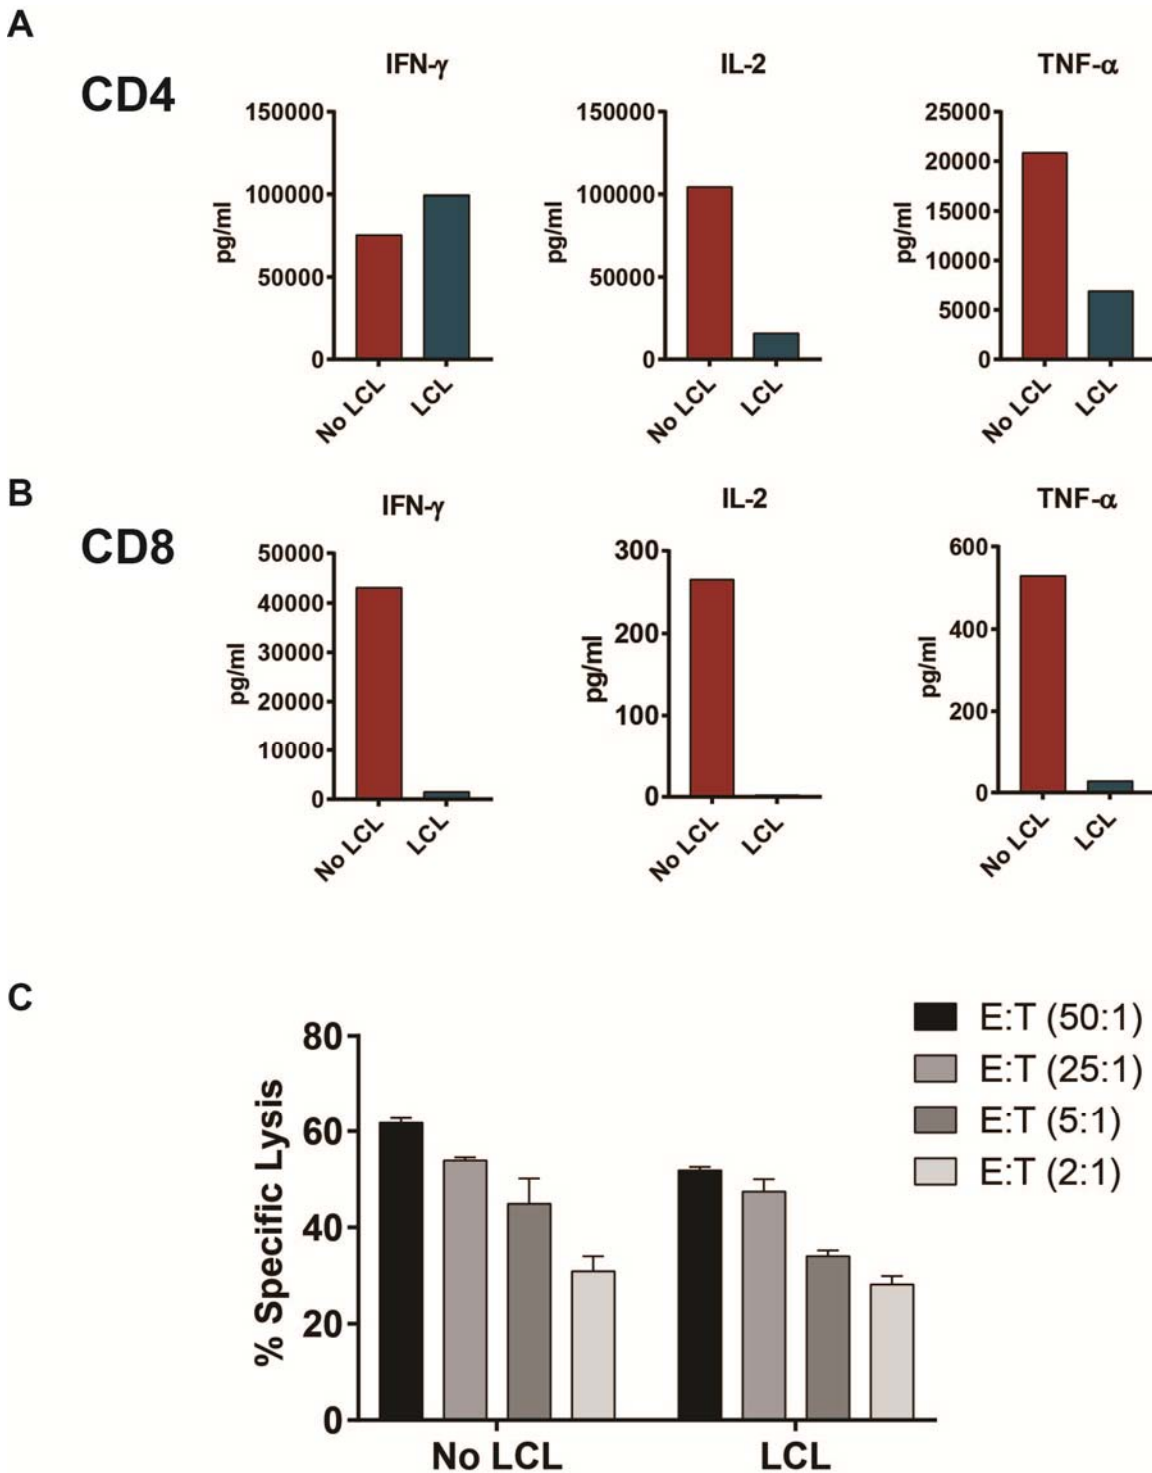 A
CD4
IFN-γ
150000
100000
50000
0
pg/ml
No LCL
LCL
IL-2
150000
100000
50000
0
pg/ml
No LCL
LCL
TNF-α
25000
20000
15000
10000
5000
0
pg/ml
No LCL
LCL
B
CD8
IFN-γ
50000
40000
30000
20000
10000
0
pg/ml
No LCL
LCL
IL-2
300
200
100
0
pg/ml
No LCL
LCL
TNF-α
600
400
200
0
pg/ml
No LCL
LCL
C
80
60
40
20
0
% Specific Lysis
No LCL
LCL
E:T (50:1)
E:T (25:1)
E:T (5:1)
E:T (2:1)